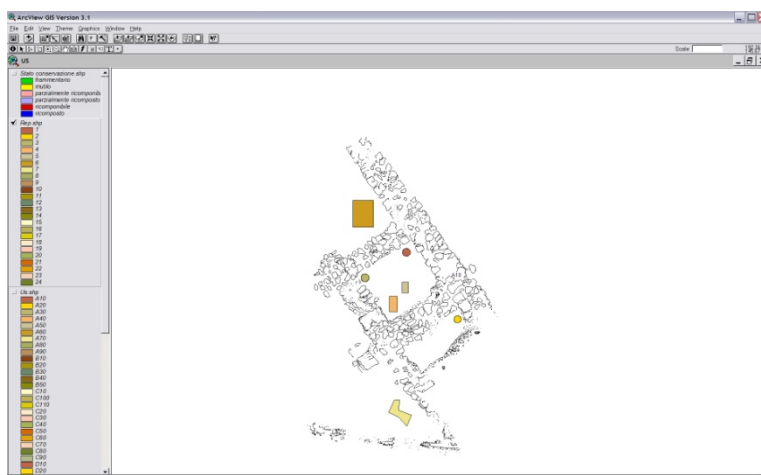 ArcView GIS Version 3.1
File Edit View Theme Graphics Window Help
Scale
US
Stato conservazione shp
frammentario
mutilo
parzialmente ricomponib
parzialmente ricomposto
ricomponibile
ricomposto
Rep shp
1
2
3
4
5
6
7
8
9
10
11
12
13
14
15
16
17
18
19
20
21
22
23
24
Us shp
A10
A20
A30
A40
A50
A60
A70
A80
A90
B10
B20
B30
B40
B50
C10
C100
C110
C20
C30
C40
C50
C60
C70
C80
C90
D10
D20